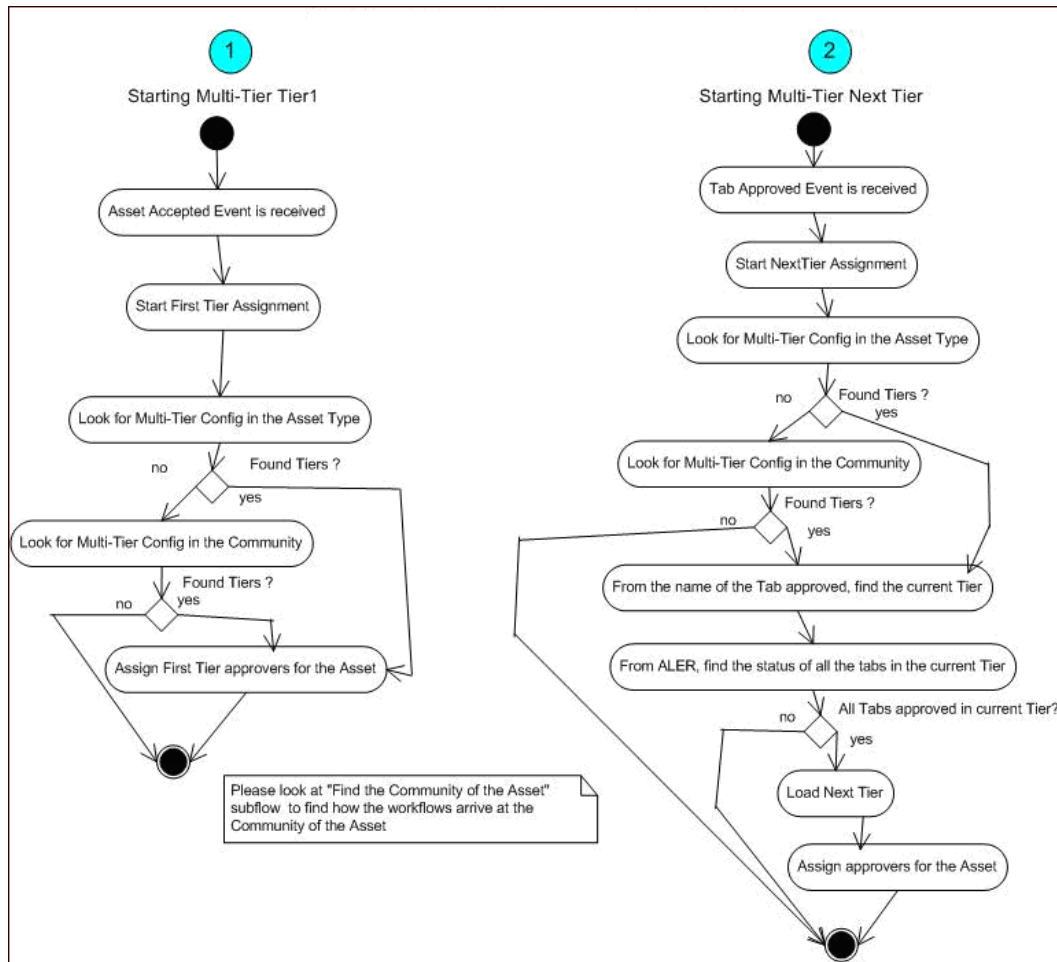 1
Starting Multi-Tier Tier1
Asset Accepted Event is received
Start First Tier Assignment
Look for Multi-Tier Config in the Asset Type
Found Tiers ?
no
yes
Look for Multi-Tier Config in the Community
Found Tiers ?
no
yes
Assign First Tier approvers for the Asset
Please look at "Find the Community of the Asset"
subflow to find how the workflows arrive at the
Community of the Asset
2
Starting Multi-Tier Next Tier
Tab Approved Event is received
Start NextTier Assignment
Look for Multi-Tier Config in the Asset Type
Found Tiers ?
no
yes
Look for Multi-Tier Config in the Community
Found Tiers ?
no
yes
From the name of the Tab approved, find the current Tier
From ALER, find the status of all the tabs in the current Tier
All Tabs approved in current Tier?
no
yes
Load Next Tier
Assign approvers for the Asset